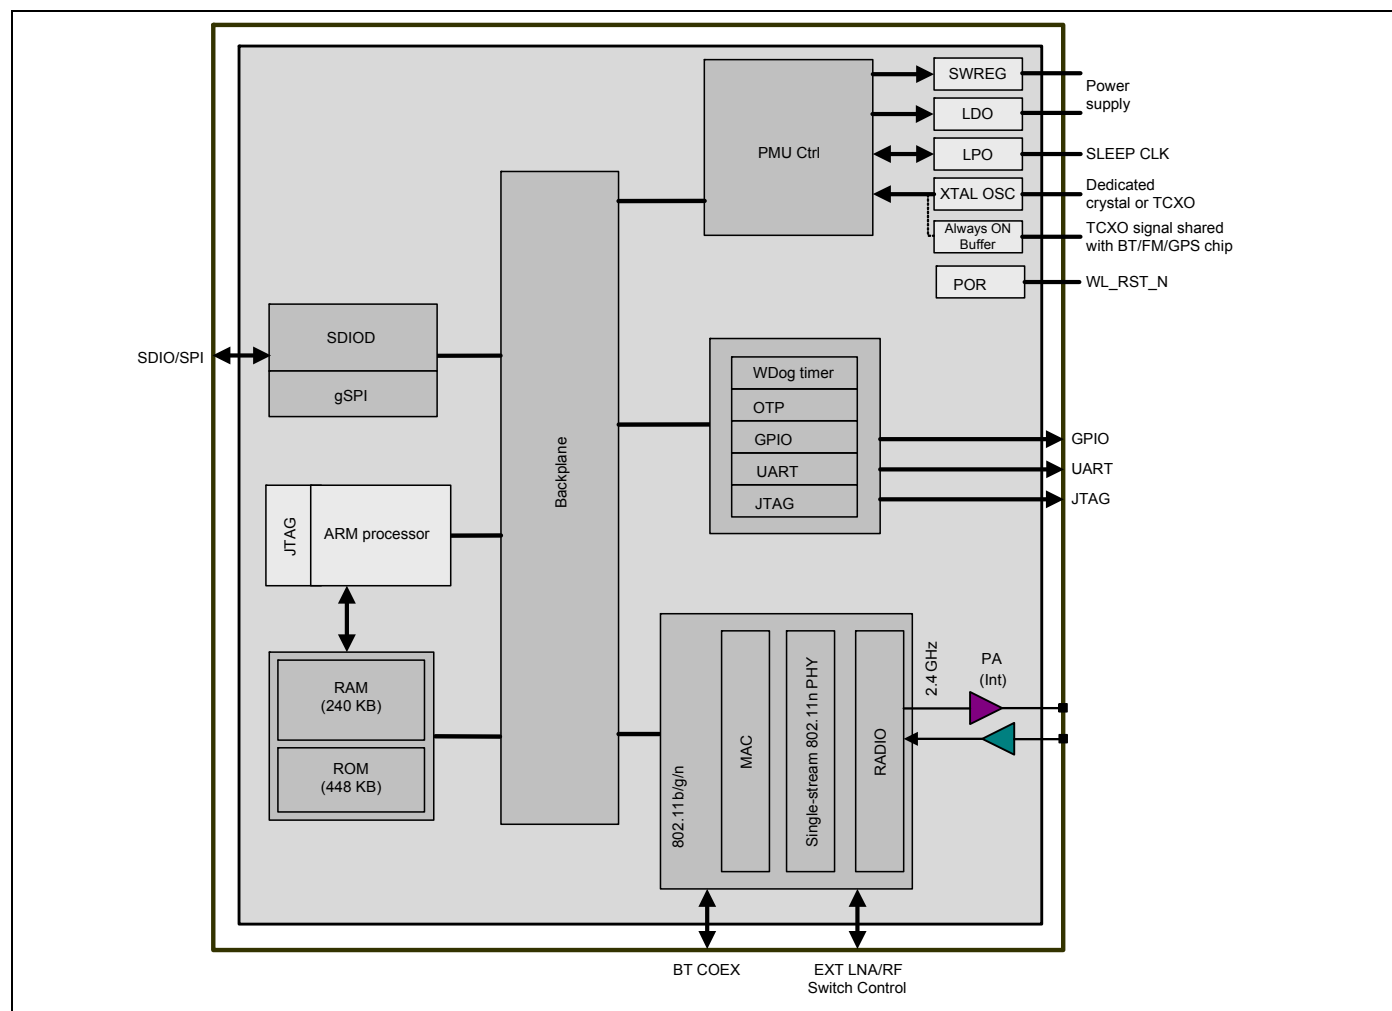 SWREG
Power
supply
LDO
PMU Ctrl
LPO
SLEEP CLK
XTAL OSC
Dedicated
crystal or TCXO
Always ON
Buffer
TCXO signal shared
with BT/FM/GPS chip
POR
WL_RST_N
SDIO/SPI
SDIOD
gSPI
Backplane
WDog timer
OTP
GPIO
UART
JTAG
GPIO
UART
JTAG
JTAG
ARM processor
RAM
(240 KB)
ROM
(448 KB)
802.11b/g/n
MAC
Single-stream 802.11n PHY
RADIO
2.4 GHz
PA
(Int)
BT COEX
EXT LNA/RF
Switch Control